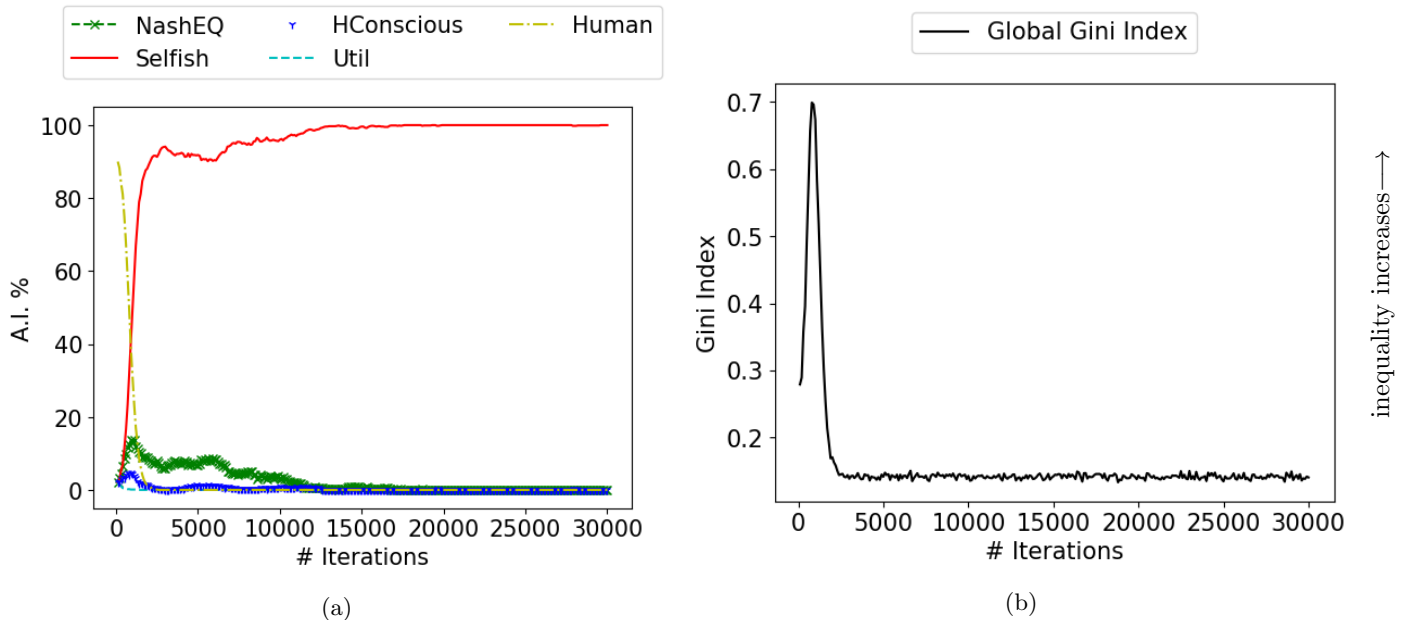 NashEQ HConscious Human
Selfish Util
100
80
60
40
20
0
A.I. %
0 5000 10000 15000 20000 25000 30000
# Iterations
(a)
Global Gini Index
0.7
0.6
0.5
0.4
0.3
0.2
Gini Index
0 5000 10000 15000 20000 25000 30000
# Iterations
inequality increases⟶
(b)